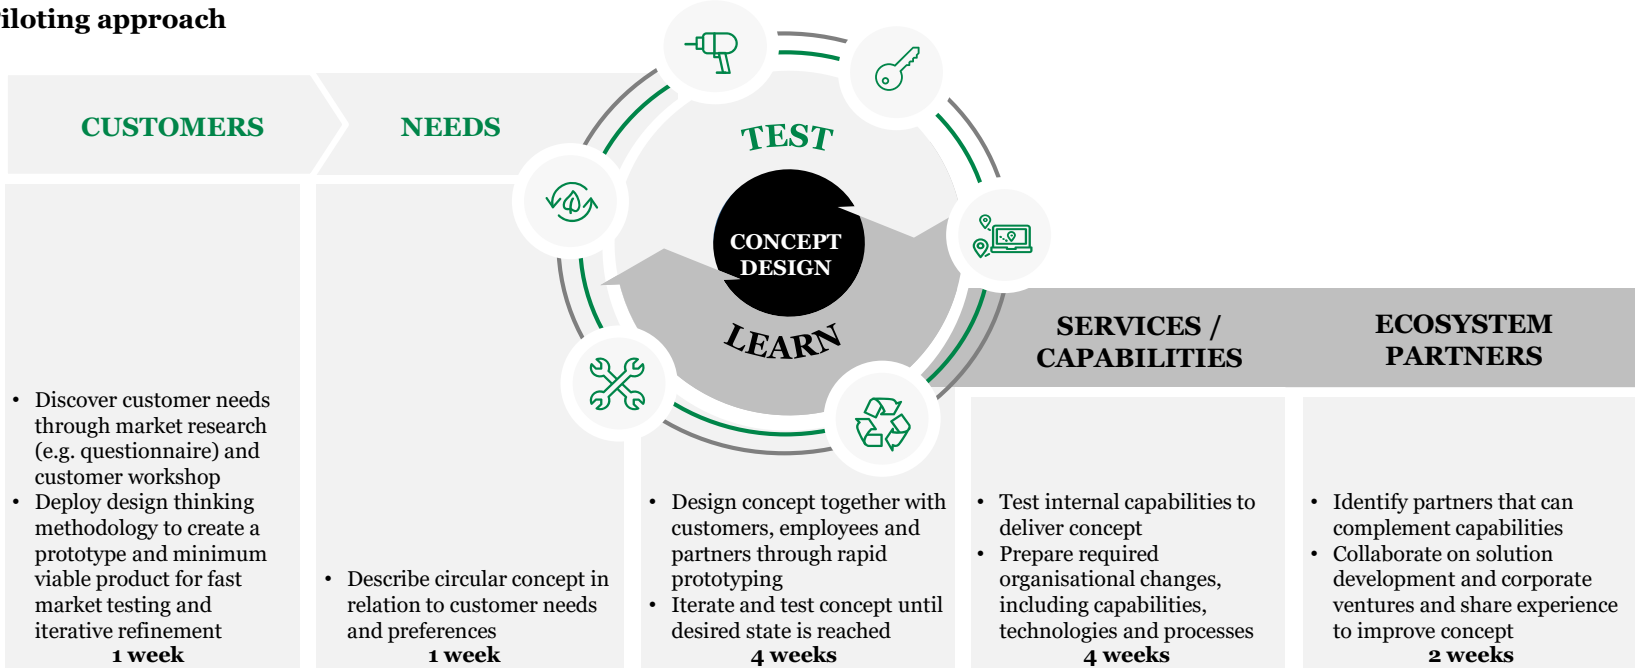 iloting approach
CUSTOMERS
NEEDS
TEST
CONCEPT
DESIGN
LEARN
SERVICES /
CAPABILITIES
ECOSYSTEM
PARTNERS
• Discover customer needs
through market research
(e.g. questionnaire) and
customer workshop
• Deploy design thinking
methodology to create a
prototype and minimum
viable product for fast
market testing and
iterative refinement
1 week
• Describe circular concept in
relation to customer needs
and preferences
1 week
• Design concept together with
customers, employees and
partners through rapid
prototyping
• Iterate and test concept until
desired state is reached
4 weeks
• Test internal capabilities to
deliver concept
• Prepare required
organisational changes,
including capabilities,
technologies and processes
4 weeks
• Identify partners that can
complement capabilities
• Collaborate on solution
development and corporate
ventures and share experience
to improve concept
2 weeks